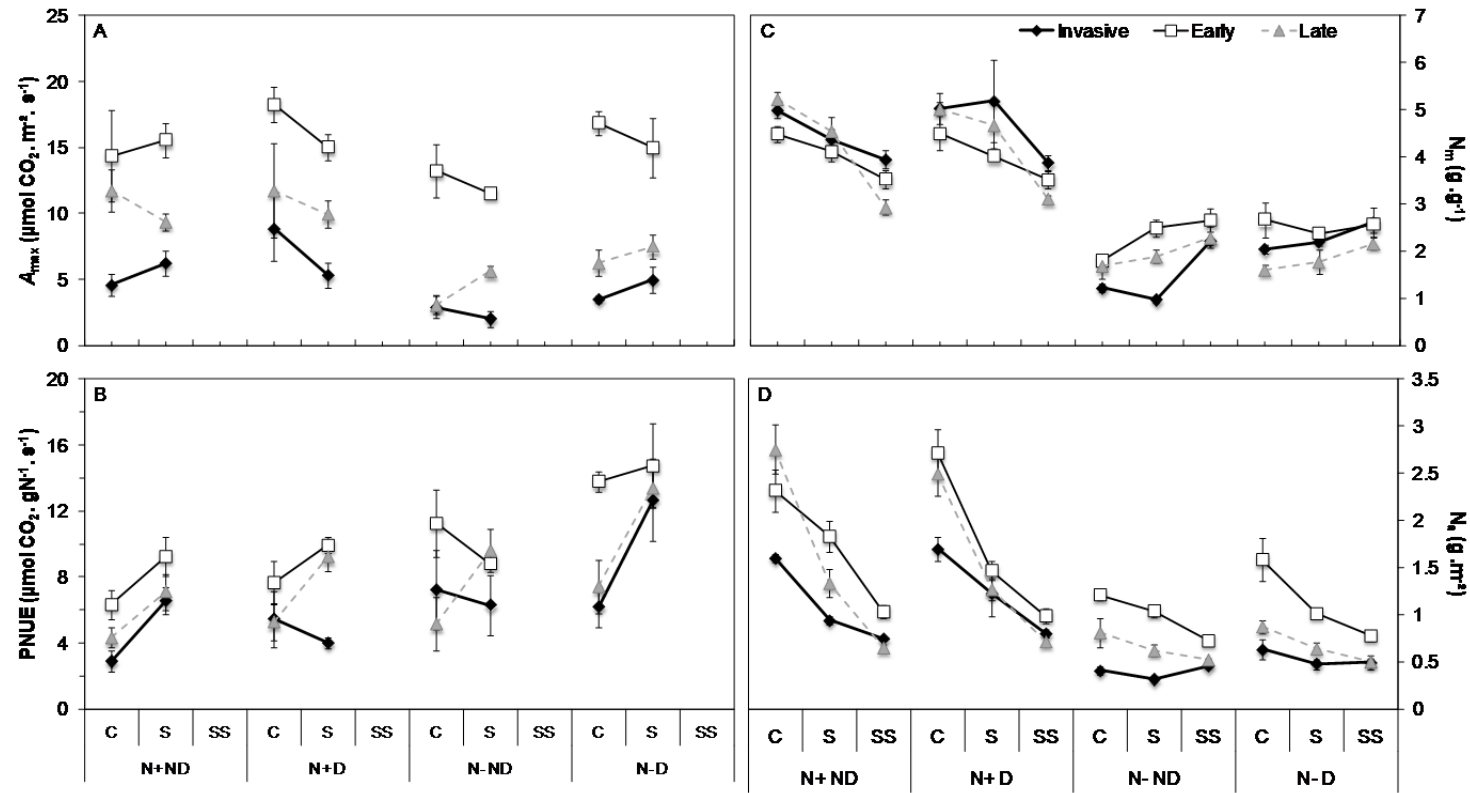 A
C
Invasive Early Late
Aₘₐₓ (µmol CO₂. m⁻². s⁻¹)
25
20
15
10
5
0
7
6
5
4
3
2
1
0
Nₘ (g .g⁻¹)
B
D
PNUE (µmol CO₂. gN⁻¹. s⁻¹)
20
16
12
8
4
0
3.5
3
2.5
2
1.5
1
0.5
0
Nₐ (g .m⁻²)
C S SS C S SS C S SS C S SS
N+ND N+D N-ND N-D
C S SS C S SS C S SS C S SS
N+ ND N+ D N- ND N- D